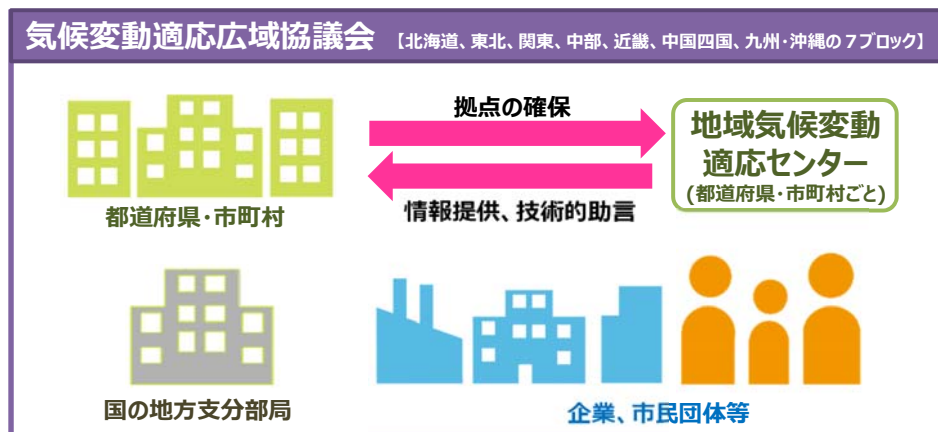 気候変動適応広域協議会 【北海道、東北、関東、中部、近畿、中国四国、九州・沖縄の7ブロック】
拠点の確保
地域気候変動
適応センター
(都道府県・市町村ごと)
都道府県・市町村
情報提供、技術的助言
国の地方支分部局
企業、市民団体等